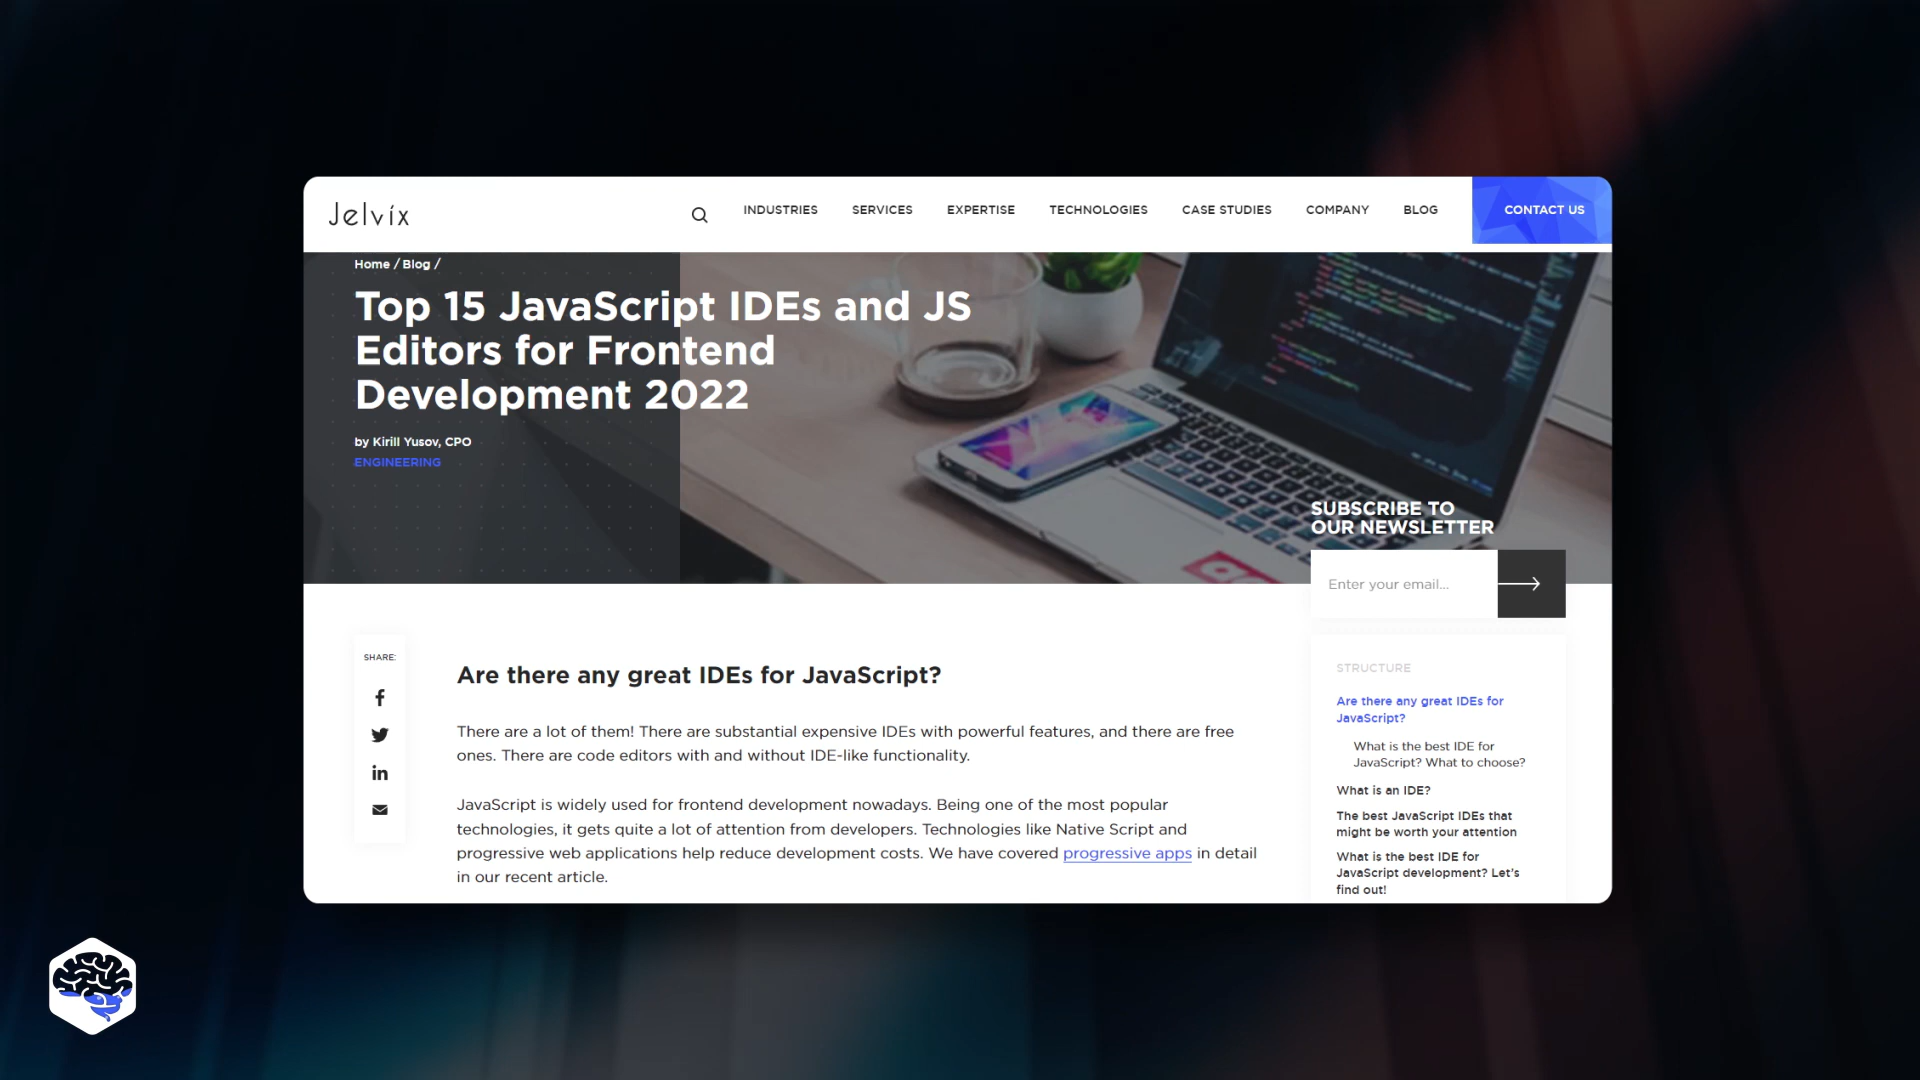 Jelvix
INDUSTRIES
SERVICES
EXPERTISE
TECHNOLOGIES
CASE STUDIES
COMPANY
BLOG
CONTACT US
Home / Blog /
Top 15 JavaScript IDEs and JS
Editors for Frontend
Development 2022
by Kirill Yusov, CPO
ENGINEERING
SUBSCRIBE TO
OUR NEWSLETTER
Enter your email...
SHARE:
Are there any great IDEs for JavaScript?
There are a lot of them! There are substantial expensive IDEs with powerful features, and there are free
ones. There are code editors with and without IDE-like functionality.
JavaScript is widely used for frontend development nowadays. Being one of the most popular
technologies, it gets quite a lot of attention from developers. Technologies like Native Script and
progressive web applications help reduce development costs. We have covered progressive apps in detail
in our recent article.
STRUCTURE
Are there any great IDEs for
JavaScript?
What is the best IDE for
JavaScript? What to choose?
What is an IDE?
The best JavaScript IDEs that
might be worth your attention
What is the best IDE for
JavaScript development? Let's
find out!